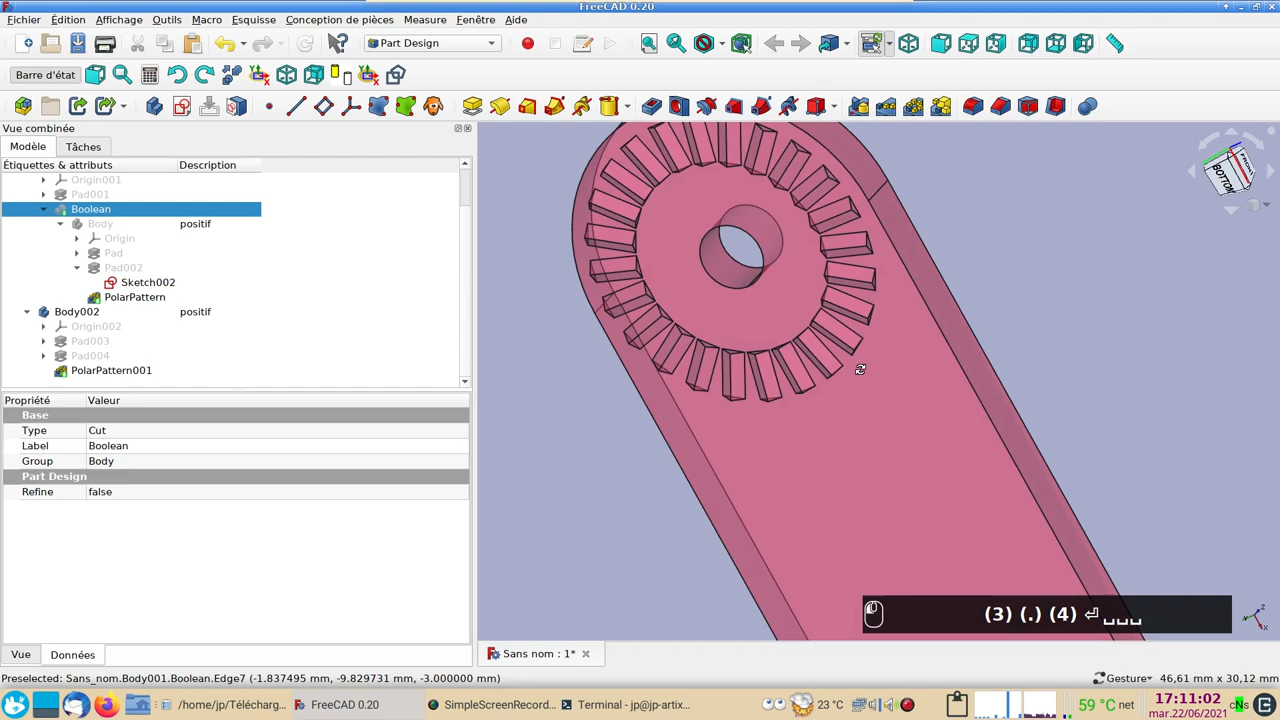 FreeCAD 0.20
Fichier Édition Affichage Outils Macro Esquisse Conception de pièces Measure Fenêtre Aide
Part Design
Barre d'état
Vue combinée
Modèle Tâches
Étiquettes & attributs Description
Origin001
Pad001
Boolean
Body positif
Origin
Pad
Pad002
Sketch002
PolarPattern
Body002 positif
Origin002
Pad003
Pad004
PolarPattern001
Propriété Valeur
Base
Type Cut
Label Boolean
Group Body
Part Design
Refine false
BOTTOM
FRONT
(3) (.) (4) ⏎ ␣␣␣
Vue Données
Sans nom : 1*
Preselected: Sans_nom.Body001.Boolean.Edge7 (-1.837495 mm, -9.829731 mm, -3.000000 mm)
Gesture 46,61 mm x 30,12 mm
/home/jp/Télécharg... FreeCAD 0.20 SimpleScreenRecord... Terminal - jp@jp-artix... 23 °C 59 °C net 17:11:02
mar.22/06/2021
cNs